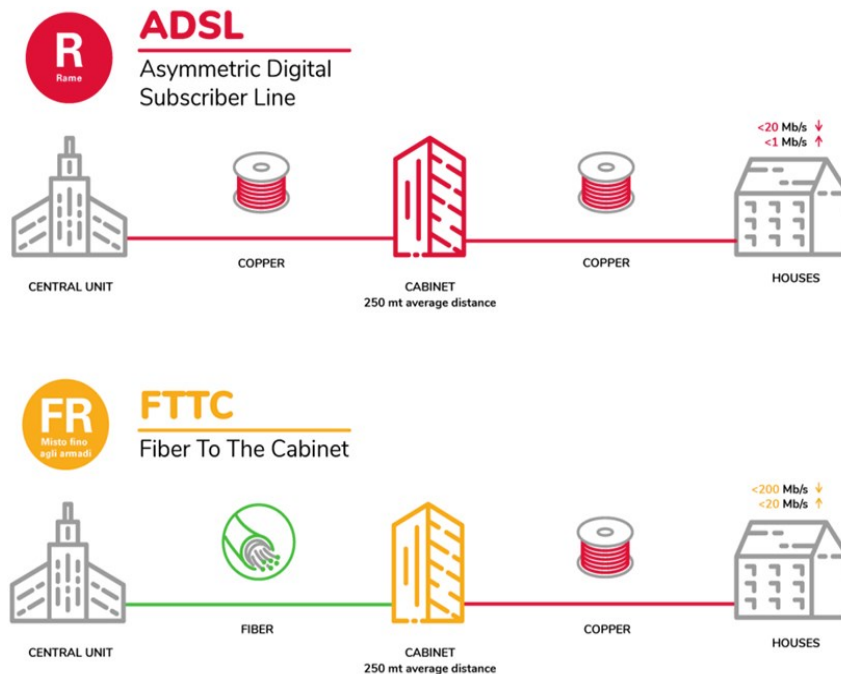 R
Rame
ADSL
Asymmetric Digital
Subscriber Line
<20 Mb/s ↓
<1 Mb/s ↑
CENTRAL UNIT
COPPER
CABINET
250 mt average distance
COPPER
HOUSES
FR
Misto fino
agli armadi
FTTC
Fiber To The Cabinet
<200 Mb/s ↓
<20 Mb/s ↑
CENTRAL UNIT
FIBER
CABINET
250 mt average distance
COPPER
HOUSES